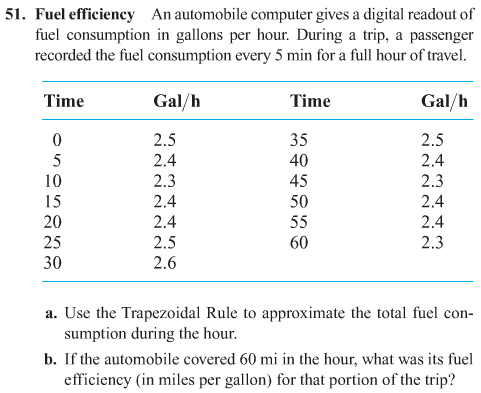 51. Fuel efficiency An automobile computer gives a digital readout of
fuel consumption in gallons per hour. During a trip, a passenger
recorded the fuel consumption every 5 min for a full hour of travel.
Time Gal/h Time Gal/h
0 2.5 35 2.5
5 2.4 40 2.4
10 2.3 45 2.3
15 2.4 50 2.4
20 2.4 55 2.4
25 2.5 60 2.3
30 2.6
a. Use the Trapezoidal Rule to approximate the total fuel con-
sumption during the hour.
b. If the automobile covered 60 mi in the hour, what was its fuel
efficiency (in miles per gallon) for that portion of the trip?